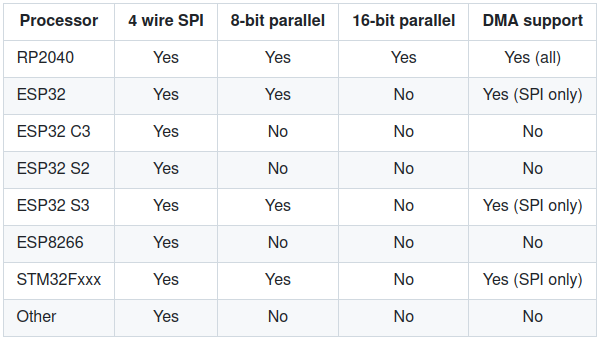 Processor 4 wire SPI 8-bit parallel 16-bit parallel DMA support
RP2040 Yes Yes Yes Yes (all)
ESP32 Yes Yes No Yes (SPI only)
ESP32 C3 Yes No No No
ESP32 S2 Yes No No No
ESP32 S3 Yes Yes No Yes (SPI only)
ESP8266 Yes No No No
STM32Fxxx Yes Yes No Yes (SPI only)
Other Yes No No No